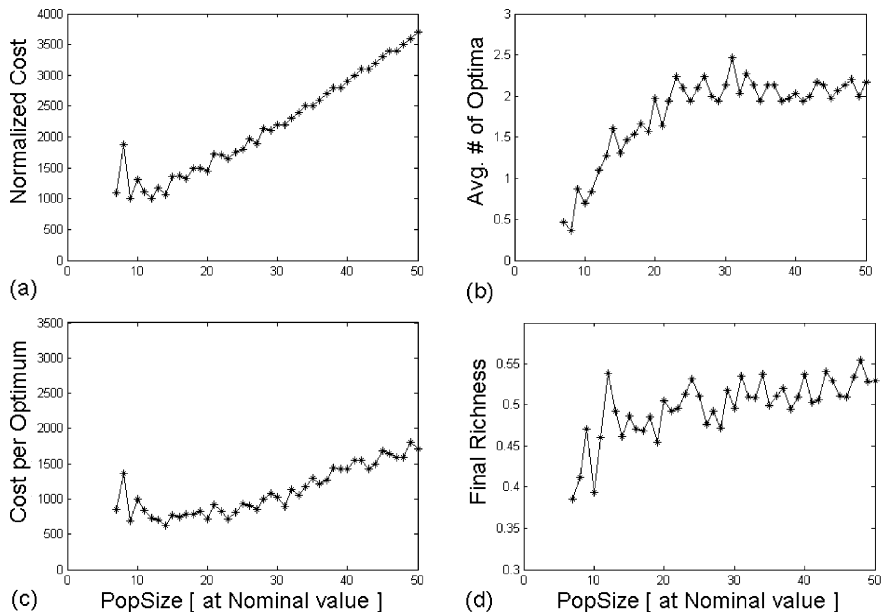 4000
3500
3000
2500
2000
1500
1000
500
0
0 10 20 30 40 50
Normalized Cost
(a)
3
2.5
2
1.5
1
0.5
0
0 10 20 30 40 50
Avg. # of Optima
(b)
3500
3000
2500
2000
1500
1000
500
0
0 10 20 30 40 50
Cost per Optimum
(c)
PopSize [ at Nominal value ]
0.55
0.5
0.45
0.4
0.35
0.3
0 10 20 30 40 50
Final Richness
(d)
PopSize [ at Nominal value ]